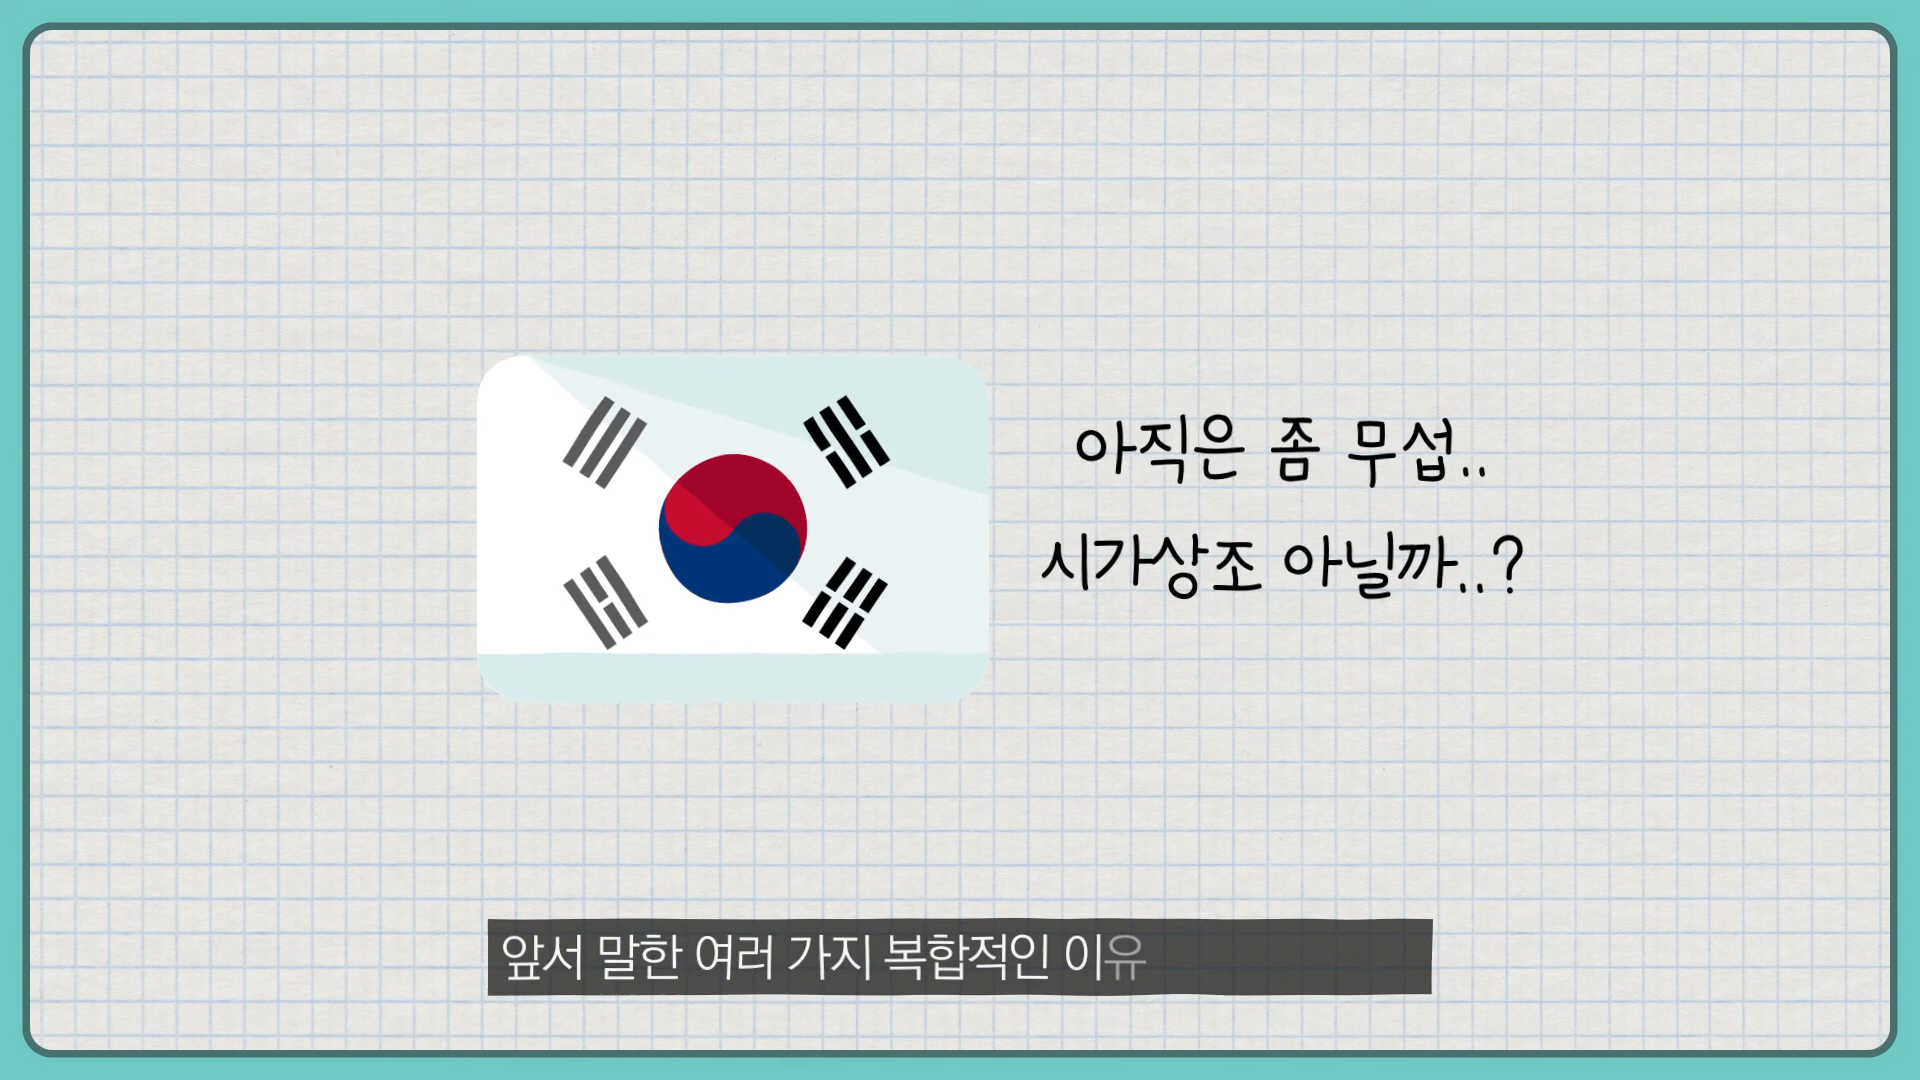 아직은 좀 무섭..
시가상조 아닐까..?
앞서 말한 여러 가지 복합적인 이유